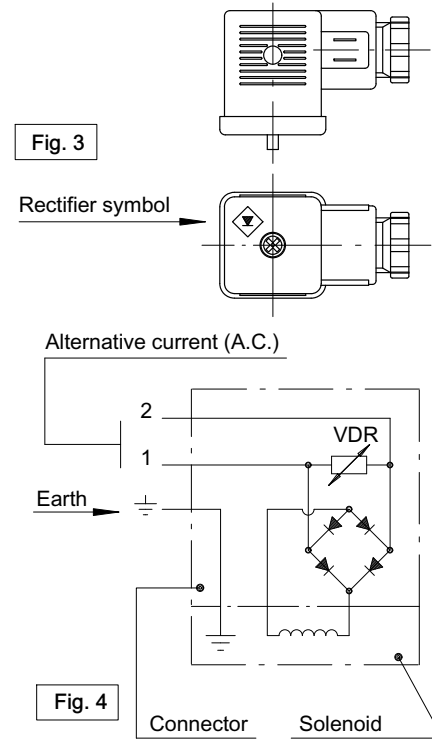 Fig. 3
Rectifier symbol
Alternative current (A.C.)
2
VDR
1
Earth
Fig. 4
Connector
Solenoid